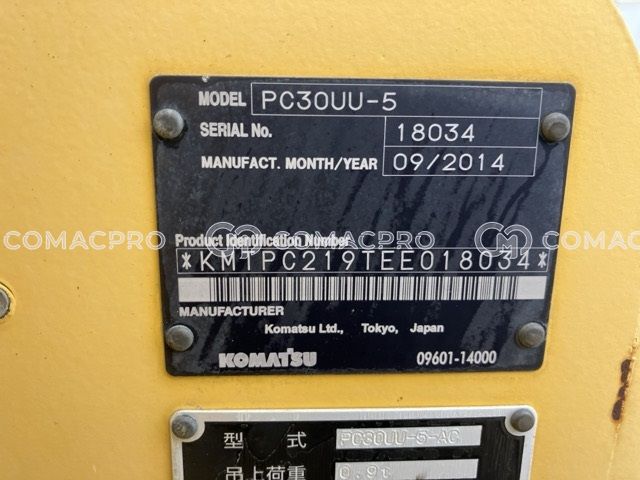 MODEL PC30UU-5
SERIAL No. 18034
MANUFACT. MONTH/YEAR 09/2014
COMACPRO COMACPRO COMACPRO
Product Identification Number
*KMTPC219TEE018034*
MANUFACTURER
Komatsu Ltd., Tokyo, Japan
KOMATSU 09601-14000
型 式 PC30UU-5-AC
吊上荷重 0.9t